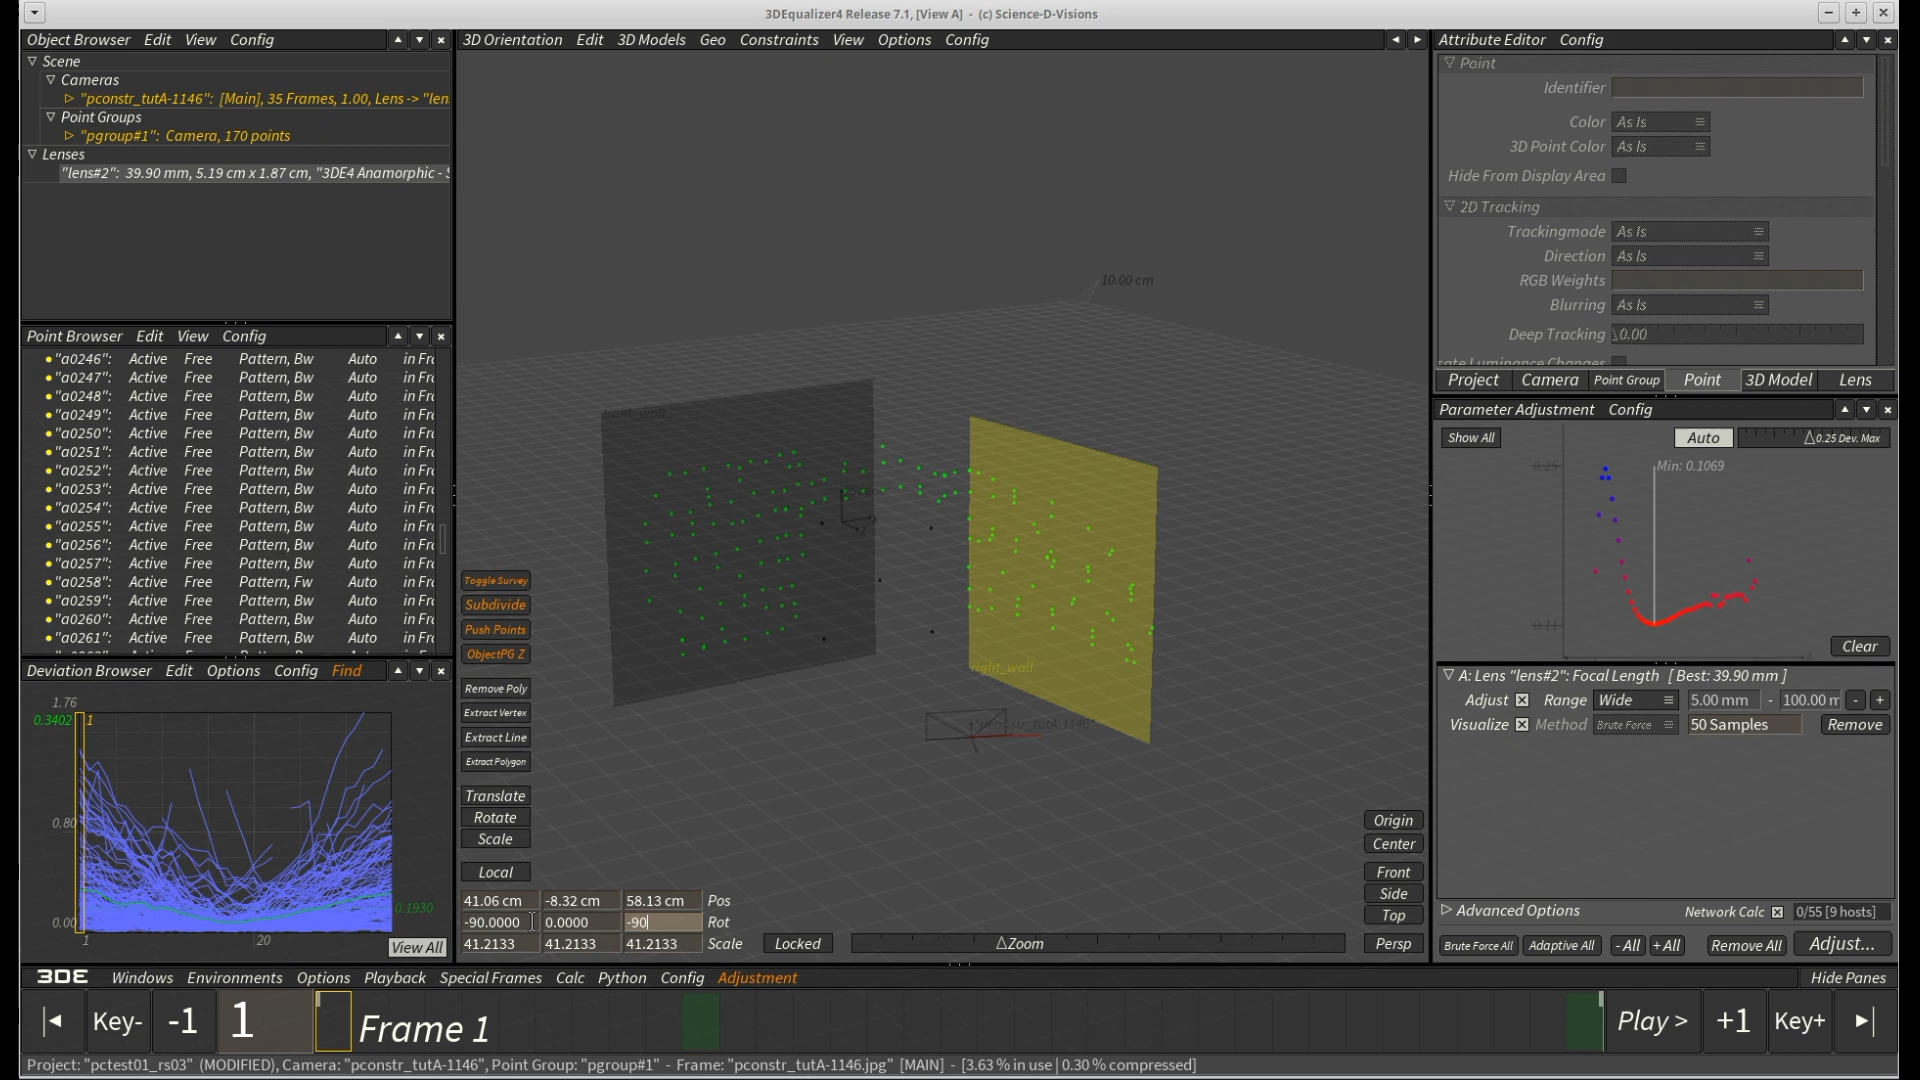 3DEqualizer4 Release 7.1, [View A] - (c) Science-D-Visions
Object Browser Edit View Config
Scene
Cameras
"pconstr_tutA-1146": [Main], 35 Frames, 1.00, Lens -> "len
Point Groups
"pgroup#1": Camera, 170 points
Lenses
"lens#2": 39.90 mm, 5.19 cm x 1.87 cm, "3DE4 Anamorphic - S
Point Browser Edit View Config
"a0246": Active Free Pattern, Bw Auto in Fr
"a0247": Active Free Pattern, Bw Auto in Fr
"a0248": Active Free Pattern, Bw Auto in Fr
"a0249": Active Free Pattern, Bw Auto in Fr
"a0250": Active Free Pattern, Bw Auto in Fr
"a0251": Active Free Pattern, Bw Auto in Fr
"a0252": Active Free Pattern, Bw Auto in Fr
"a0253": Active Free Pattern, Bw Auto in Fr
"a0254": Active Free Pattern, Bw Auto in Fr
"a0255": Active Free Pattern, Bw Auto in Fr
"a0256": Active Free Pattern, Bw Auto in Fr
"a0257": Active Free Pattern, Bw Auto in Fr
"a0258": Active Free Pattern, Fw Auto in Fr
"a0259": Active Free Pattern, Bw Auto in Fr
"a0260": Active Free Pattern, Bw Auto in Fr
"a0261": Active Free Pattern, Bw Auto in Fr
Deviation Browser Edit Options Config Find
1.76
0.3402 1
0.80
0.1930
0.00
1 20
View All
3D Orientation Edit 3D Models Geo Constraints View Options Config
10.00 cm
front_wall
right_wall
"pconstr_tutA-1146"
Toggle Survey
Subdivide
Push Points
ObjectPG Z
Remove Poly
Extract Vertex
Extract Line
Extract Polygon
Translate
Rotate
Scale
Local
41.06 cm -8.32 cm 58.13 cm Pos
-90.0000 0.0000 -90 Rot
41.2133 41.2133 41.2133 Scale
Locked
Zoom
Origin
Center
Front
Side
Top
Persp
Attribute Editor Config
Point
Identifier
Color As Is
3D Point Color As Is
Hide From Display Area
2D Tracking
Trackingmode As Is
Direction As Is
RGB Weights
Blurring As Is
Deep Tracking 0.00
Project Camera Point Group Point 3D Model Lens
Parameter Adjustment Config
Show All Auto 0.25 Dev. Max
0.25 Min: 0.1069
0.11
Clear
A: Lens "lens#2": Focal Length [ Best: 39.90 mm ]
Adjust Range Wide 5.00 mm - 100.00 m - +
Visualize Method Brute Force 50 Samples Remove
Advanced Options Network Calc 0/55 [9 hosts]
Brute Force All Adaptive All - All + All Remove All Adjust...
3DE Windows Environments Options Playback Special Frames Calc Python Config Adjustment Hide Panes
Key- -1 1 Frame 1 Play > +1 Key+
Project: "pctest01_rs03" (MODIFIED), Camera: "pconstr_tutA-1146", Point Group: "pgroup#1" - Frame: "pconstr_tutA-1146.jpg" [MAIN] - [3.63 % in use | 0.30 % compressed]